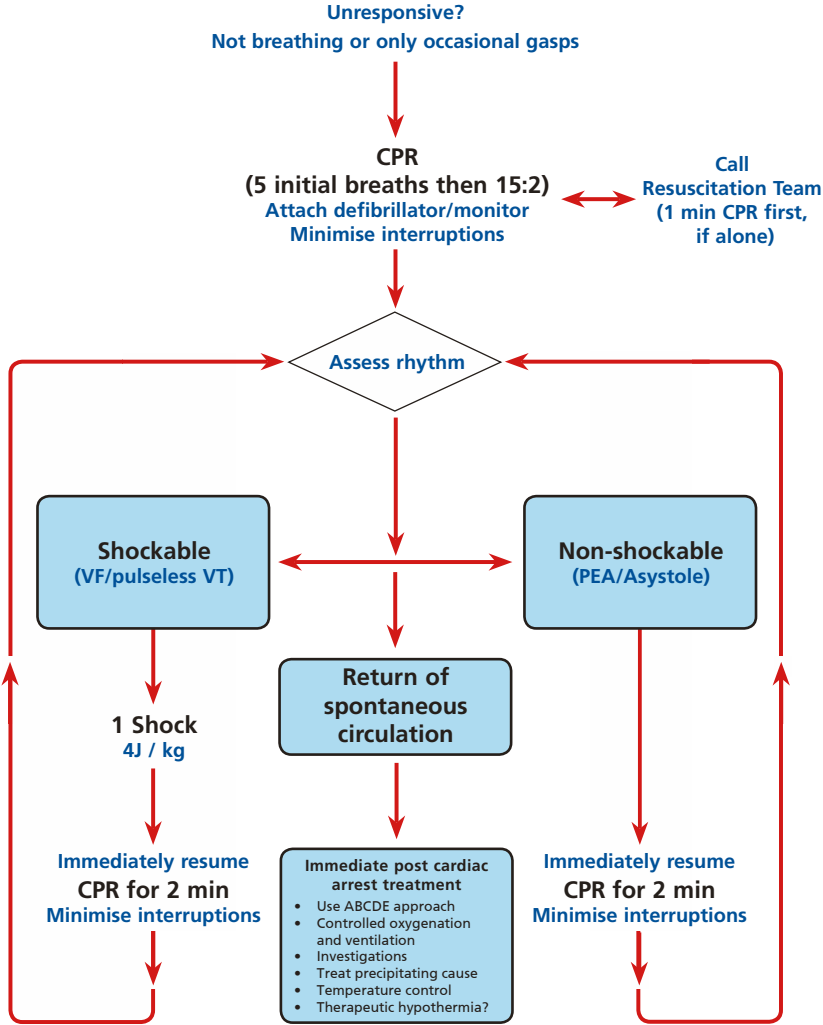 Unresponsive?
Not breathing or only occasional gasps
CPR
(5 initial breaths then 15:2)
Attach defibrillator/monitor
Minimise interruptions
Call
Resuscitation Team
(1 min CPR first,
if alone)
Assess rhythm
Shockable
(VF/pulseless VT)
Non-shockable
(PEA/Asystole)
1 Shock
4J / kg
Return of
spontaneous
circulation
Immediately resume
CPR for 2 min
Minimise interruptions
Immediate post cardiac
arrest treatment
• Use ABCDE approach
• Controlled oxygenation
and ventilation
• Investigations
• Treat precipitating cause
• Temperature control
• Therapeutic hypothermia?
Immediately resume
CPR for 2 min
Minimise interruptions